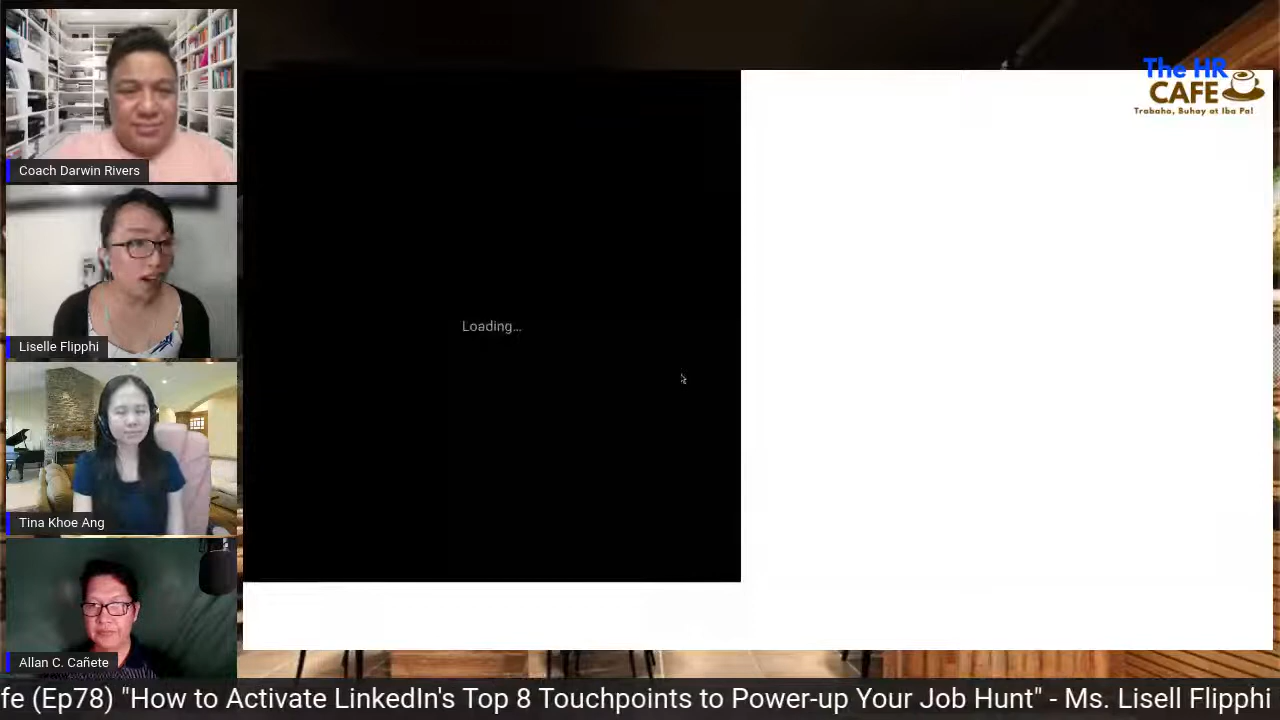 Coach Darwin Rivers
Liselle Flipphi
Tina Khoe Ang
Allan C. Cañete
Loading...
The HR
CAFE
Trabaho, Buhay at Iba Pa!
fe (Ep78) "How to Activate LinkedIn's Top 8 Touchpoints to Power-up Your Job Hunt" - Ms. Lisell Flipphi